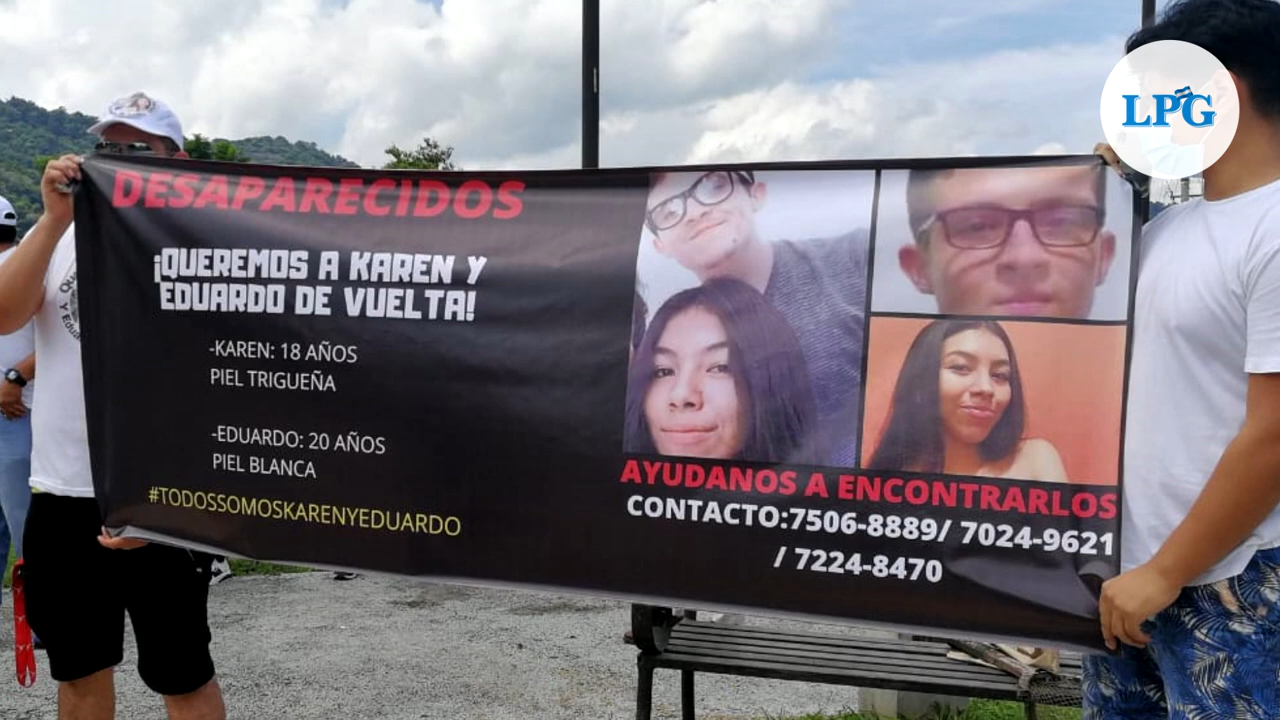 LPG
DESAPARECIDOS
¡QUEREMOS A KAREN Y
EDUARDO DE VUELTA!
-KAREN: 18 AÑOS
PIEL TRIGUEÑA
-EDUARDO: 20 AÑOS
PIEL BLANCA
#TODOSSOMOSKARENYEDUARDO
AYUDANOS A ENCONTRARLOS
CONTACTO:7506-8889/ 7024-9621
/ 7224-8470